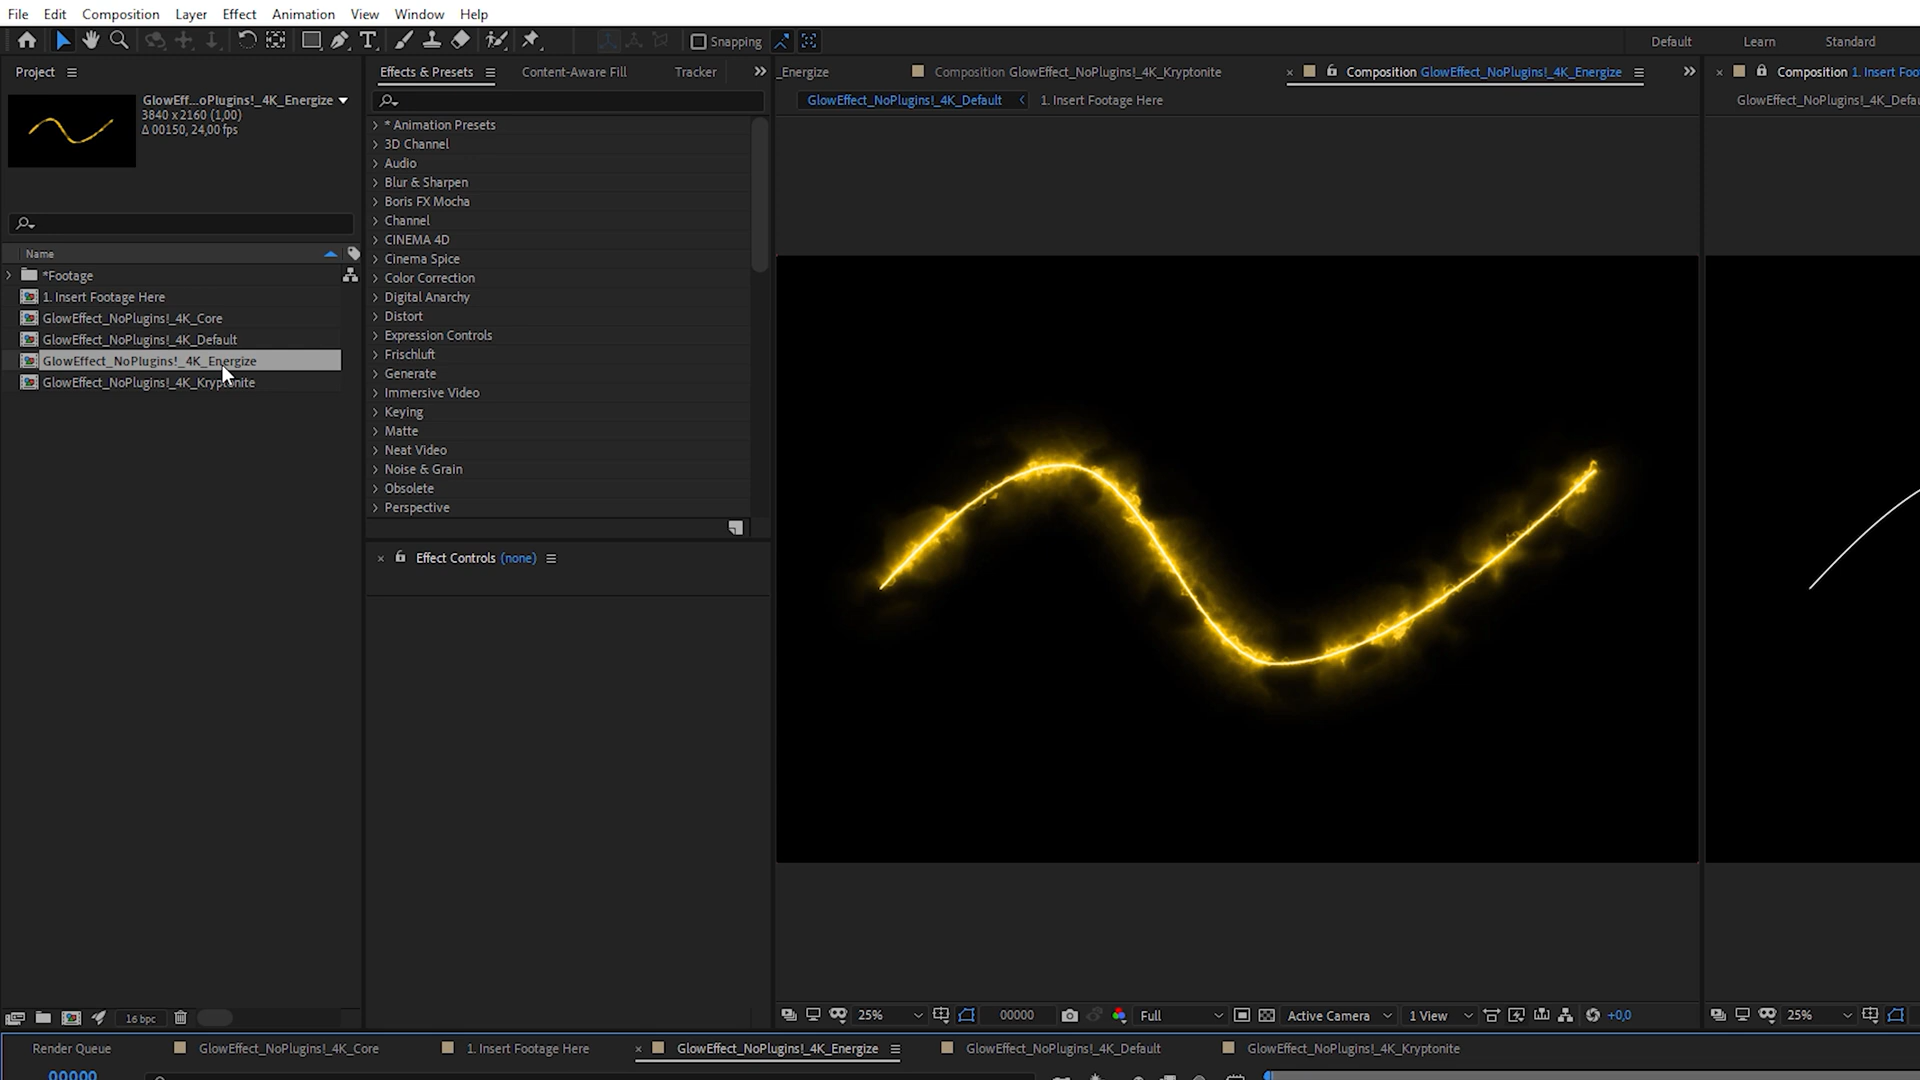 File Edit Composition Layer Effect Animation View Window Help
Snapping
Default Learn Standard
Project
GlowEff...oPlugins!_4K_Energize
3840 x 2160 (1,00)
Δ 00150, 24,00 fps
Name
*Footage
1. Insert Footage Here
GlowEffect_NoPlugins!_4K_Core
GlowEffect_NoPlugins!_4K_Default
GlowEffect_NoPlugins!_4K_Energize
GlowEffect_NoPlugins!_4K_Kryptonite
16 bpc
Effects & Presets Content-Aware Fill Tracker
* Animation Presets
3D Channel
Audio
Blur & Sharpen
Boris FX Mocha
Channel
CINEMA 4D
Cinema Spice
Color Correction
Digital Anarchy
Distort
Expression Controls
Frischluft
Generate
Immersive Video
Keying
Matte
Neat Video
Noise & Grain
Obsolete
Perspective
Effect Controls (none)
_Energize Composition GlowEffect_NoPlugins!_4K_Kryptonite Composition GlowEffect_NoPlugins!_4K_Energize
GlowEffect_NoPlugins!_4K_Default 1. Insert Footage Here
25% 00000 Full Active Camera 1 View +0,0
Composition 1. Insert Foo
GlowEffect_NoPlugins!_4K_Defau
25%
Render Queue GlowEffect_NoPlugins!_4K_Core 1. Insert Footage Here GlowEffect_NoPlugins!_4K_Energize GlowEffect_NoPlugins!_4K_Default GlowEffect_NoPlugins!_4K_Kryptonite
00000